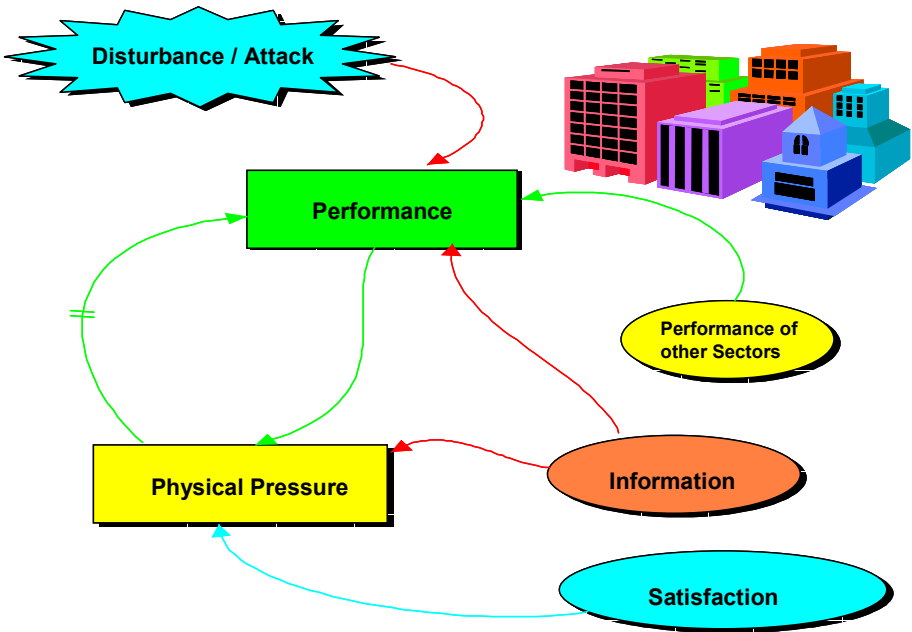 Disturbance / Attack
Performance
Performance of
other Sectors
Physical Pressure
Information
Satisfaction